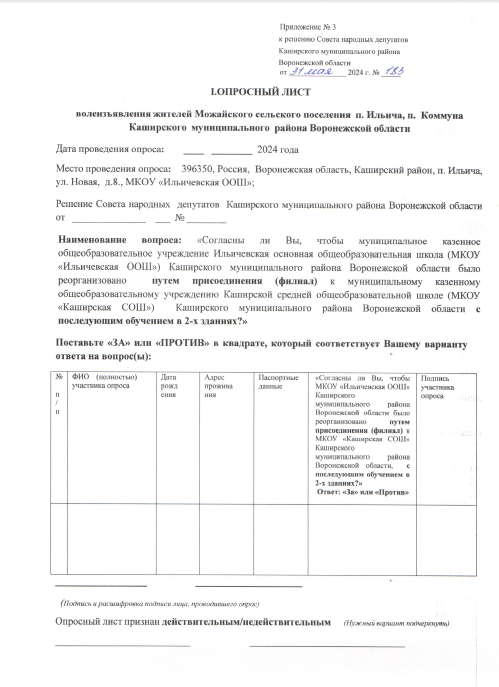 Приложение № 3
к решению Совета народных депутатов
Каширского муниципального района
Воронежской области
от 31 мая 2024 г. № 183
I.ОПРОСНЫЙ ЛИСТ
волеизъявления жителей Можайского сельского поселения п. Ильича, п. Коммуна
Каширского муниципального района Воронежской области
Дата проведения опроса: ____ ________ 2024 года
Место проведения опроса: 396350, Россия, Воронежская область, Каширский район, п. Ильича,
ул. Новая, д.8., МКОУ «Ильичевская ООШ»;
Решение Совета народных депутатов Каширского муниципального района Воронежской области
от ______________ ___ № ________
Наименование вопроса: «Согласны ли Вы, чтобы муниципальное казенное
общеобразовательное учреждение Ильичевская основная общеобразовательная школа (МКОУ
«Ильичевская ООШ») Каширского муниципального района Воронежской области было
реорганизовано путем присоединения (филиал) к муниципальному казенному
общеобразовательному учреждению Каширской средней общеобразовательной школе (МКОУ
«Каширская СОШ») Каширского муниципального района Воронежской области с
последующим обучением в 2-х зданиях?»
Поставьте «ЗА» или «ПРОТИВ» в квадрате, который соответствует Вашему варианту
ответа на вопрос(ы):
№
п
/
п
ФИО (полностью)
участника опроса
Дата
рожд
ения
Адрес
прожива
ния
Паспортные
данные
«Согласны ли Вы, чтобы
МКОУ «Ильичевская ООШ»
Каширского
муниципального района
Воронежской области было
реорганизовано путем
присоединения (филиал) к
МКОУ «Каширская СОШ»
Каширского
муниципального района
Воронежской области, с
последующим обучением в
2-х зданиях?»
Ответ: «За» или «Против»
Подпись
участника
опроса
(Подпись и расшифровка подписи лица, проводившего опрос)
Опросный лист признан действительным/недействительным (Нужный вариант подчеркнуть)